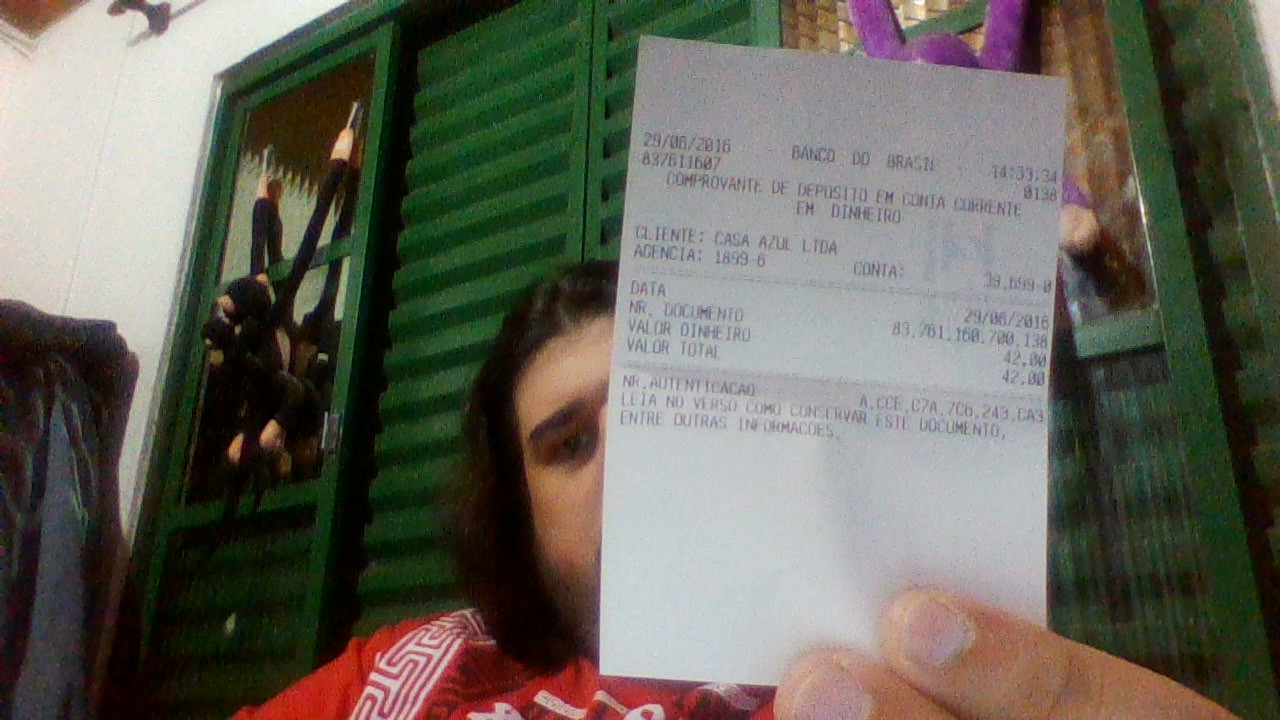 29/06/2016 - BANCO DO BRASIL - 14:33:34
837611607 0138
COMPROVANTE DE DEPOSITO EM CONTA CORRENTE
EM DINHEIRO
CLIENTE: CASA AZUL LTDA
AGENCIA: 1899-6 CONTA: 39.699-0
DATA 29/06/2016
NR. DOCUMENTO 83.761.160.700.138
VALOR DINHEIRO 42,00
VALOR TOTAL 42,00
NR.AUTENTICACAO A.CCE.C7A.7C6.243.CA3
LEIA NO VERSO COMO CONSERVAR ESTE DOCUMENTO,
ENTRE OUTRAS INFORMACOES.